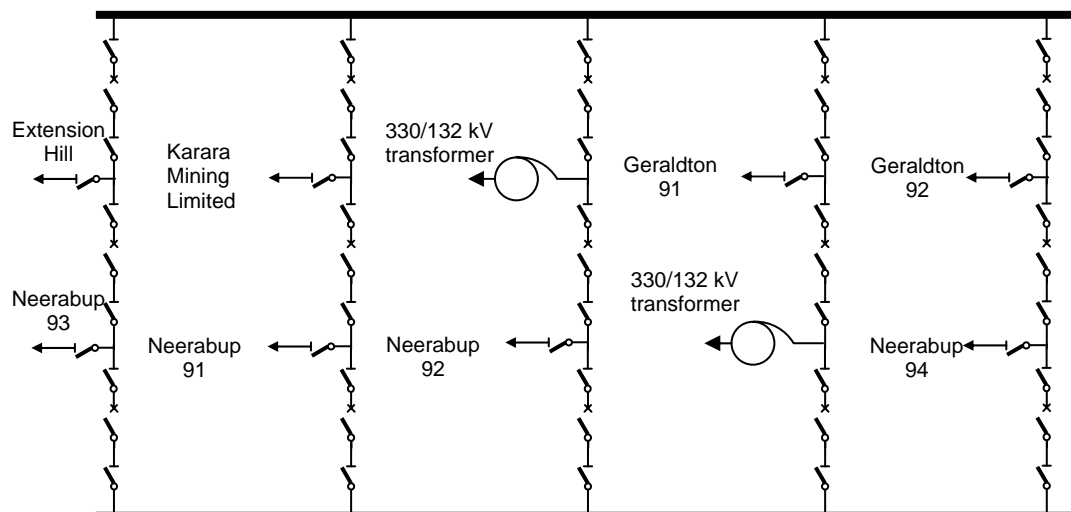 Extension
Hill
Karara
Mining
Limited
330/132 kV
transformer
Geraldton
91
Geraldton
92
Neerabup
93
Neerabup
91
Neerabup
92
330/132 kV
transformer
Neerabup
94